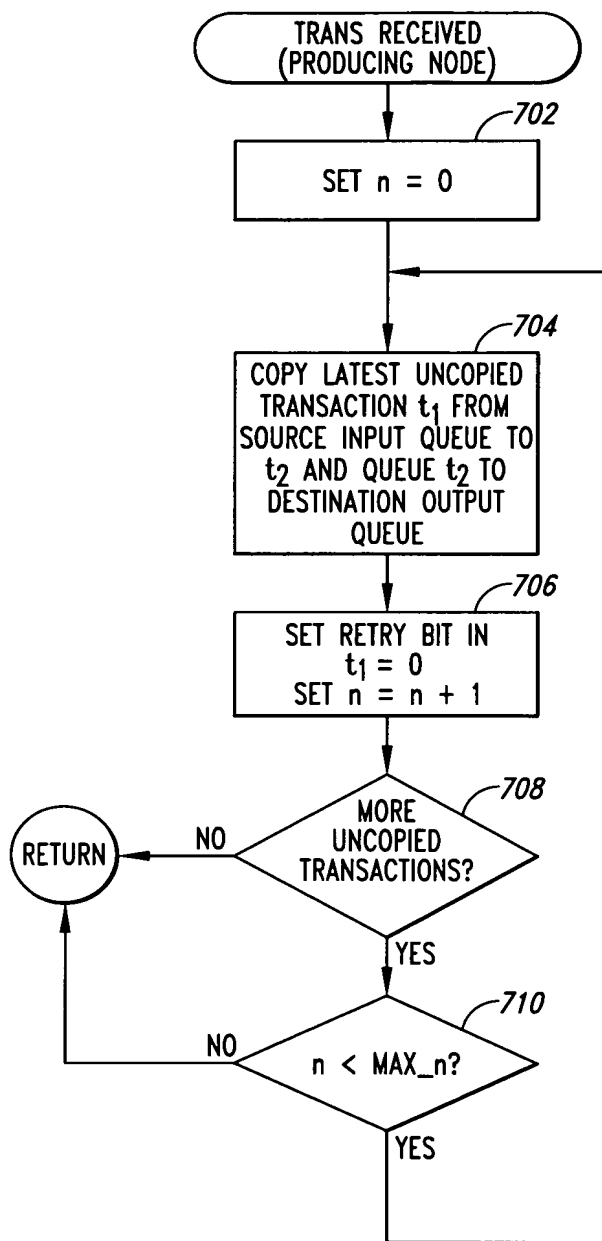 TRANS RECEIVED
(PRODUCING NODE)
702
SET n = 0
704
COPY LATEST UNCOPIED
TRANSACTION t1 FROM
SOURCE INPUT QUEUE TO
t2 AND QUEUE t2 TO
DESTINATION OUTPUT
QUEUE
706
SET RETRY BIT IN
t1 = 0
SET n = n + 1
708
MORE
UNCOPIED
TRANSACTIONS?
NO
RETURN
YES
710
n < MAX_n?
NO
YES